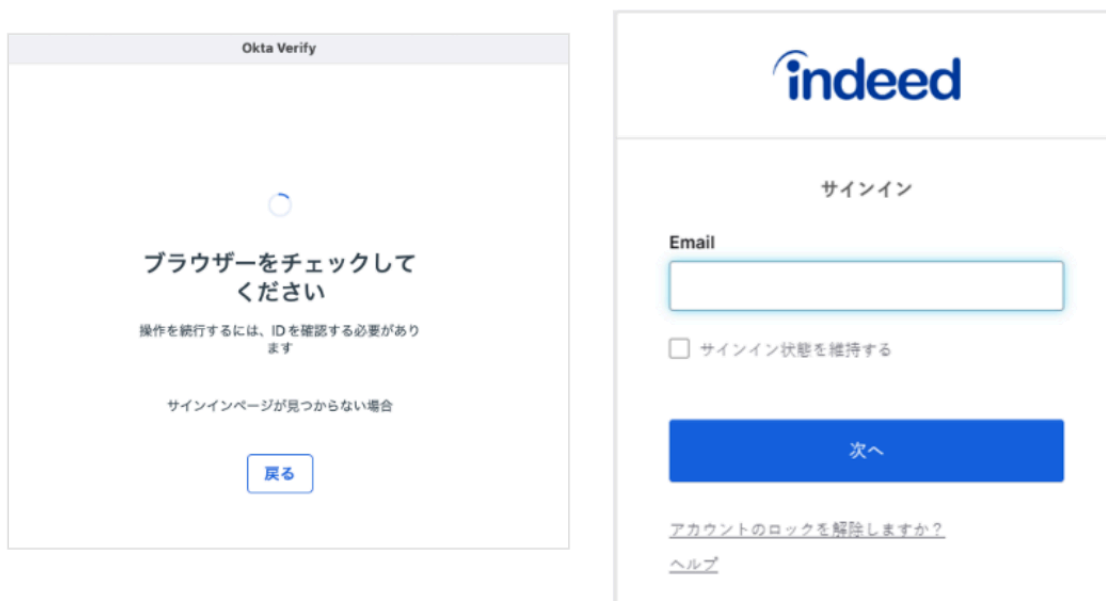 Okta Verify
ブラウザーをチェックして
ください
操作を続行するには、IDを確認する必要があり
ます
サインインページが見つからない場合
戻る
indeed
サインイン
Email
サインイン状態を維持する
次へ
アカウントのロックを解除しますか？
ヘルプ